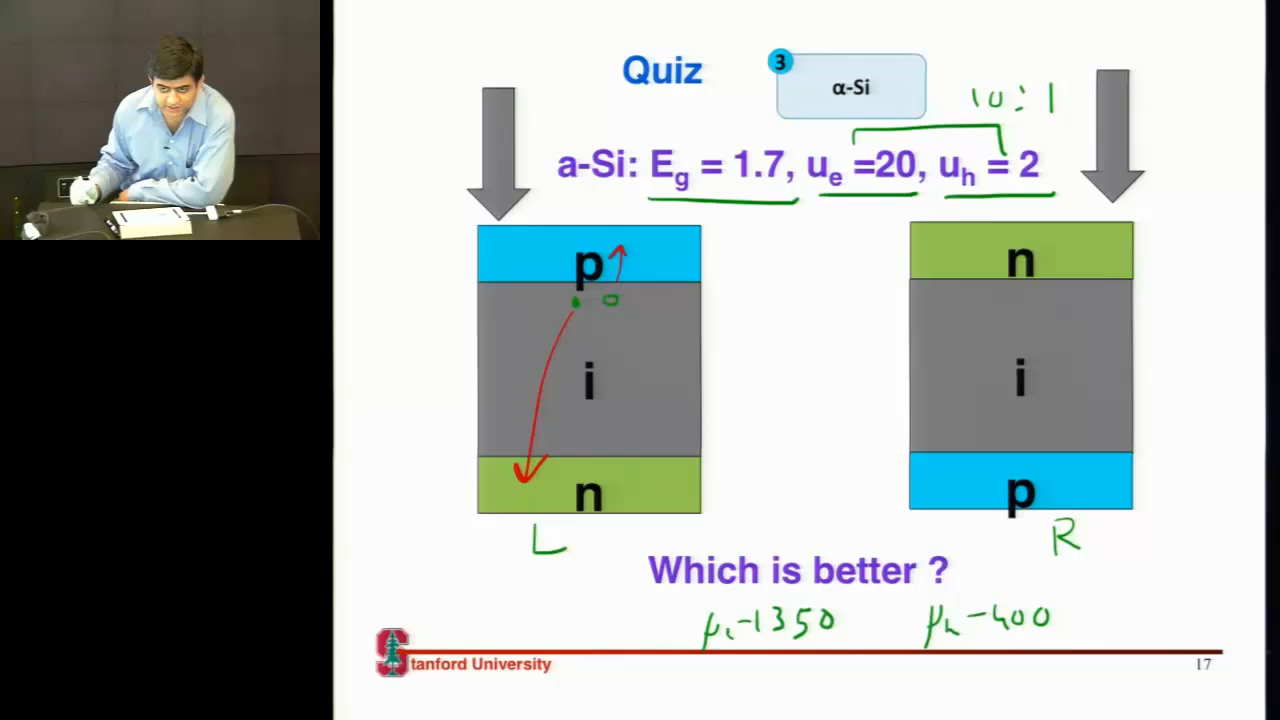 Quiz
3
α-Si
10 : 1
a-Si: Eg = 1.7, ue =20, uh = 2
p
i
n
L
n
i
p
R
Which is better ?
μe-1350
μh-400
Stanford University
17